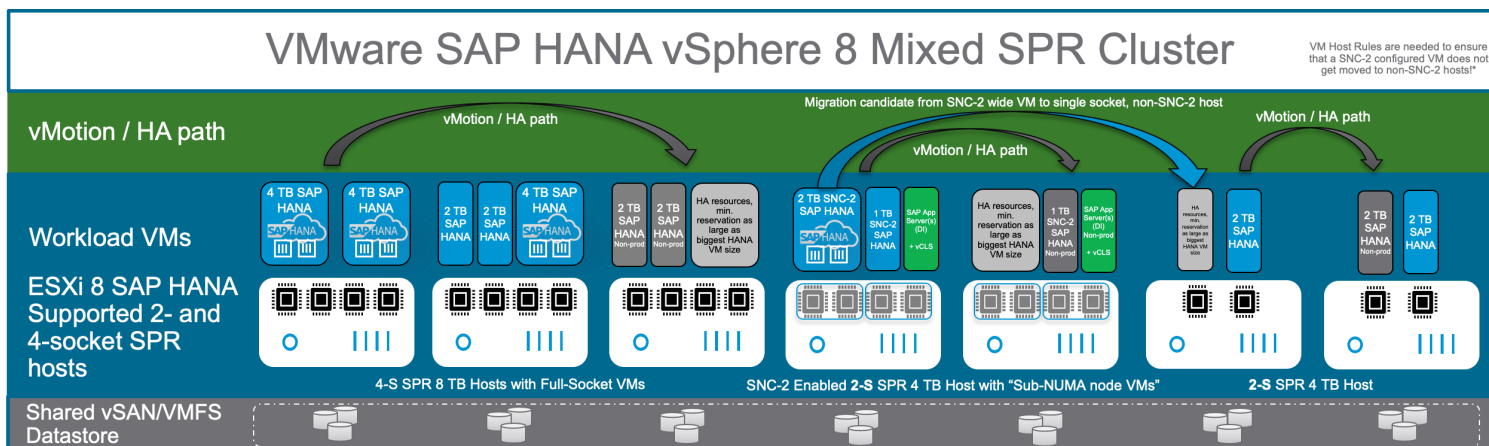 VMware SAP HANA vSphere 8 Mixed SPR Cluster
VM Host Rules are needed to ensure
that a SNC-2 configured VM does not
get moved to non-SNC-2 hosts!*
vMotion / HA path
vMotion / HA path
Migration candidate from SNC-2 wide VM to single socket, non-SNC-2 host
vMotion / HA path
vMotion / HA path
Workload VMs
4 TB SAP
HANA
SAP HANA
4 TB SAP
HANA
SAP HANA
2 TB
SAP
HANA
2 TB
SAP
HANA
4 TB SAP
HANA
SAP HANA
2 TB
SAP
HANA
Non-prod
2 TB
SAP
HANA
Non-prod
HA resources,
min.
reservation as
large as
biggest HANA
VM size
2 TB SNC-2
SAP HANA
SAP HANA
1 TB
SNC-2
SAP
HANA
SAP App
Server(s)
(DI)
+ vCLS
HA resources,
min.
reservation as
large as
biggest HANA
VM size
1 TB
SNC-2
SAP
HANA
Non-prod
SAP App
Server(s)
(DI)
Non-prod
+ vCLS
HA
resources,
min.
reservation
as large as
biggest
HANA VM
size
2 TB
SAP
HANA
2 TB
SAP
HANA
Non-prod
2 TB
SAP
HANA
ESXi 8 SAP HANA
Supported 2- and
4-socket SPR
hosts
4-S SPR 8 TB Hosts with Full-Socket VMs
SNC-2 Enabled 2-S SPR 4 TB Host with “Sub-NUMA node VMs”
2-S SPR 4 TB Host
Shared vSAN/VMFS
Datastore